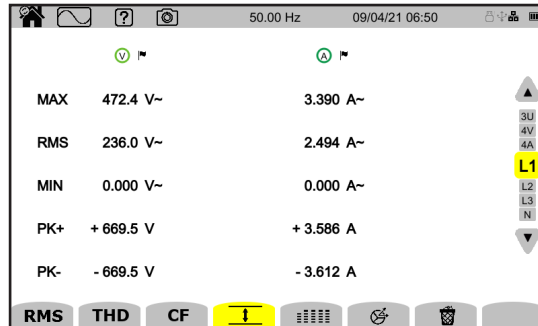 ? 50.00 Hz 09/04/21 06:50
V A
MAX 472.4 V~ 3.390 A~
RMS 236.0 V~ 2.494 A~
MIN 0.000 V~ 0.000 A~
PK+ + 669.5 V + 3.586 A
PK- - 669.5 V - 3.612 A
3U
4V
4A
L1
L2
L3
N
RMS THD CF